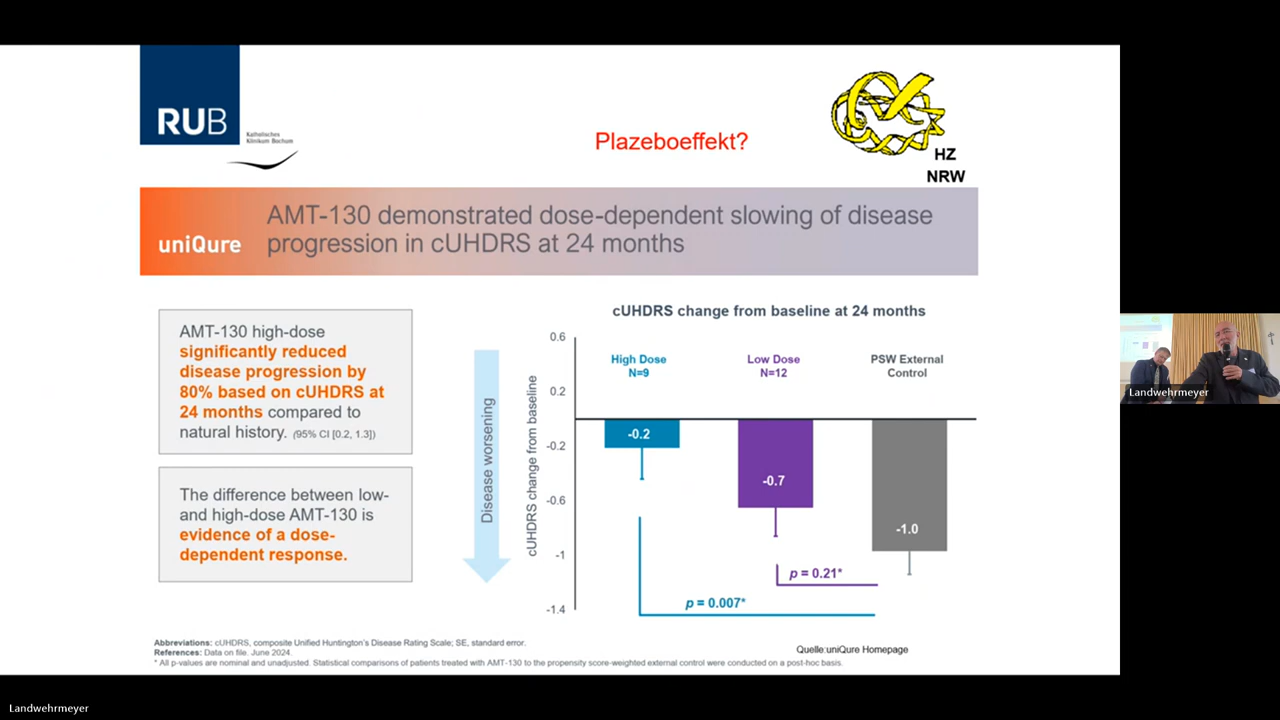 RUB
Katholisches
Klinikum Bochum
Plazeboeffekt?
HZ
NRW
uniQure
AMT-130 demonstrated dose-dependent slowing of disease
progression in cUHDRS at 24 months
AMT-130 high-dose
significantly reduced
disease progression by
80% based on cUHDRS at
24 months compared to
natural history. (95% CI [0.2, 1.3])
The difference between low-
and high-dose AMT-130 is
evidence of a dose-
dependent response.
Disease worsening
cUHDRS change from baseline at 24 months
cUHDRS change from baseline
0.6
0.2
-0.2
-0.6
-1
-1.4
High Dose
N=9
Low Dose
N=12
PSW External
Control
-0.2
-0.7
-1.0
p = 0.21*
p = 0.007*
Abbreviations: cUHDRS, composite Unified Huntington's Disease Rating Scale; SE, standard error.
References: Data on file. June 2024.
* All p-values are nominal and unadjusted. Statistical comparisons of patients treated with AMT-130 to the propensity score-weighted external control were conducted on a post-hoc basis.
Quelle:uniQure Homepage
Landwehrmeyer
Landwehrmeyer